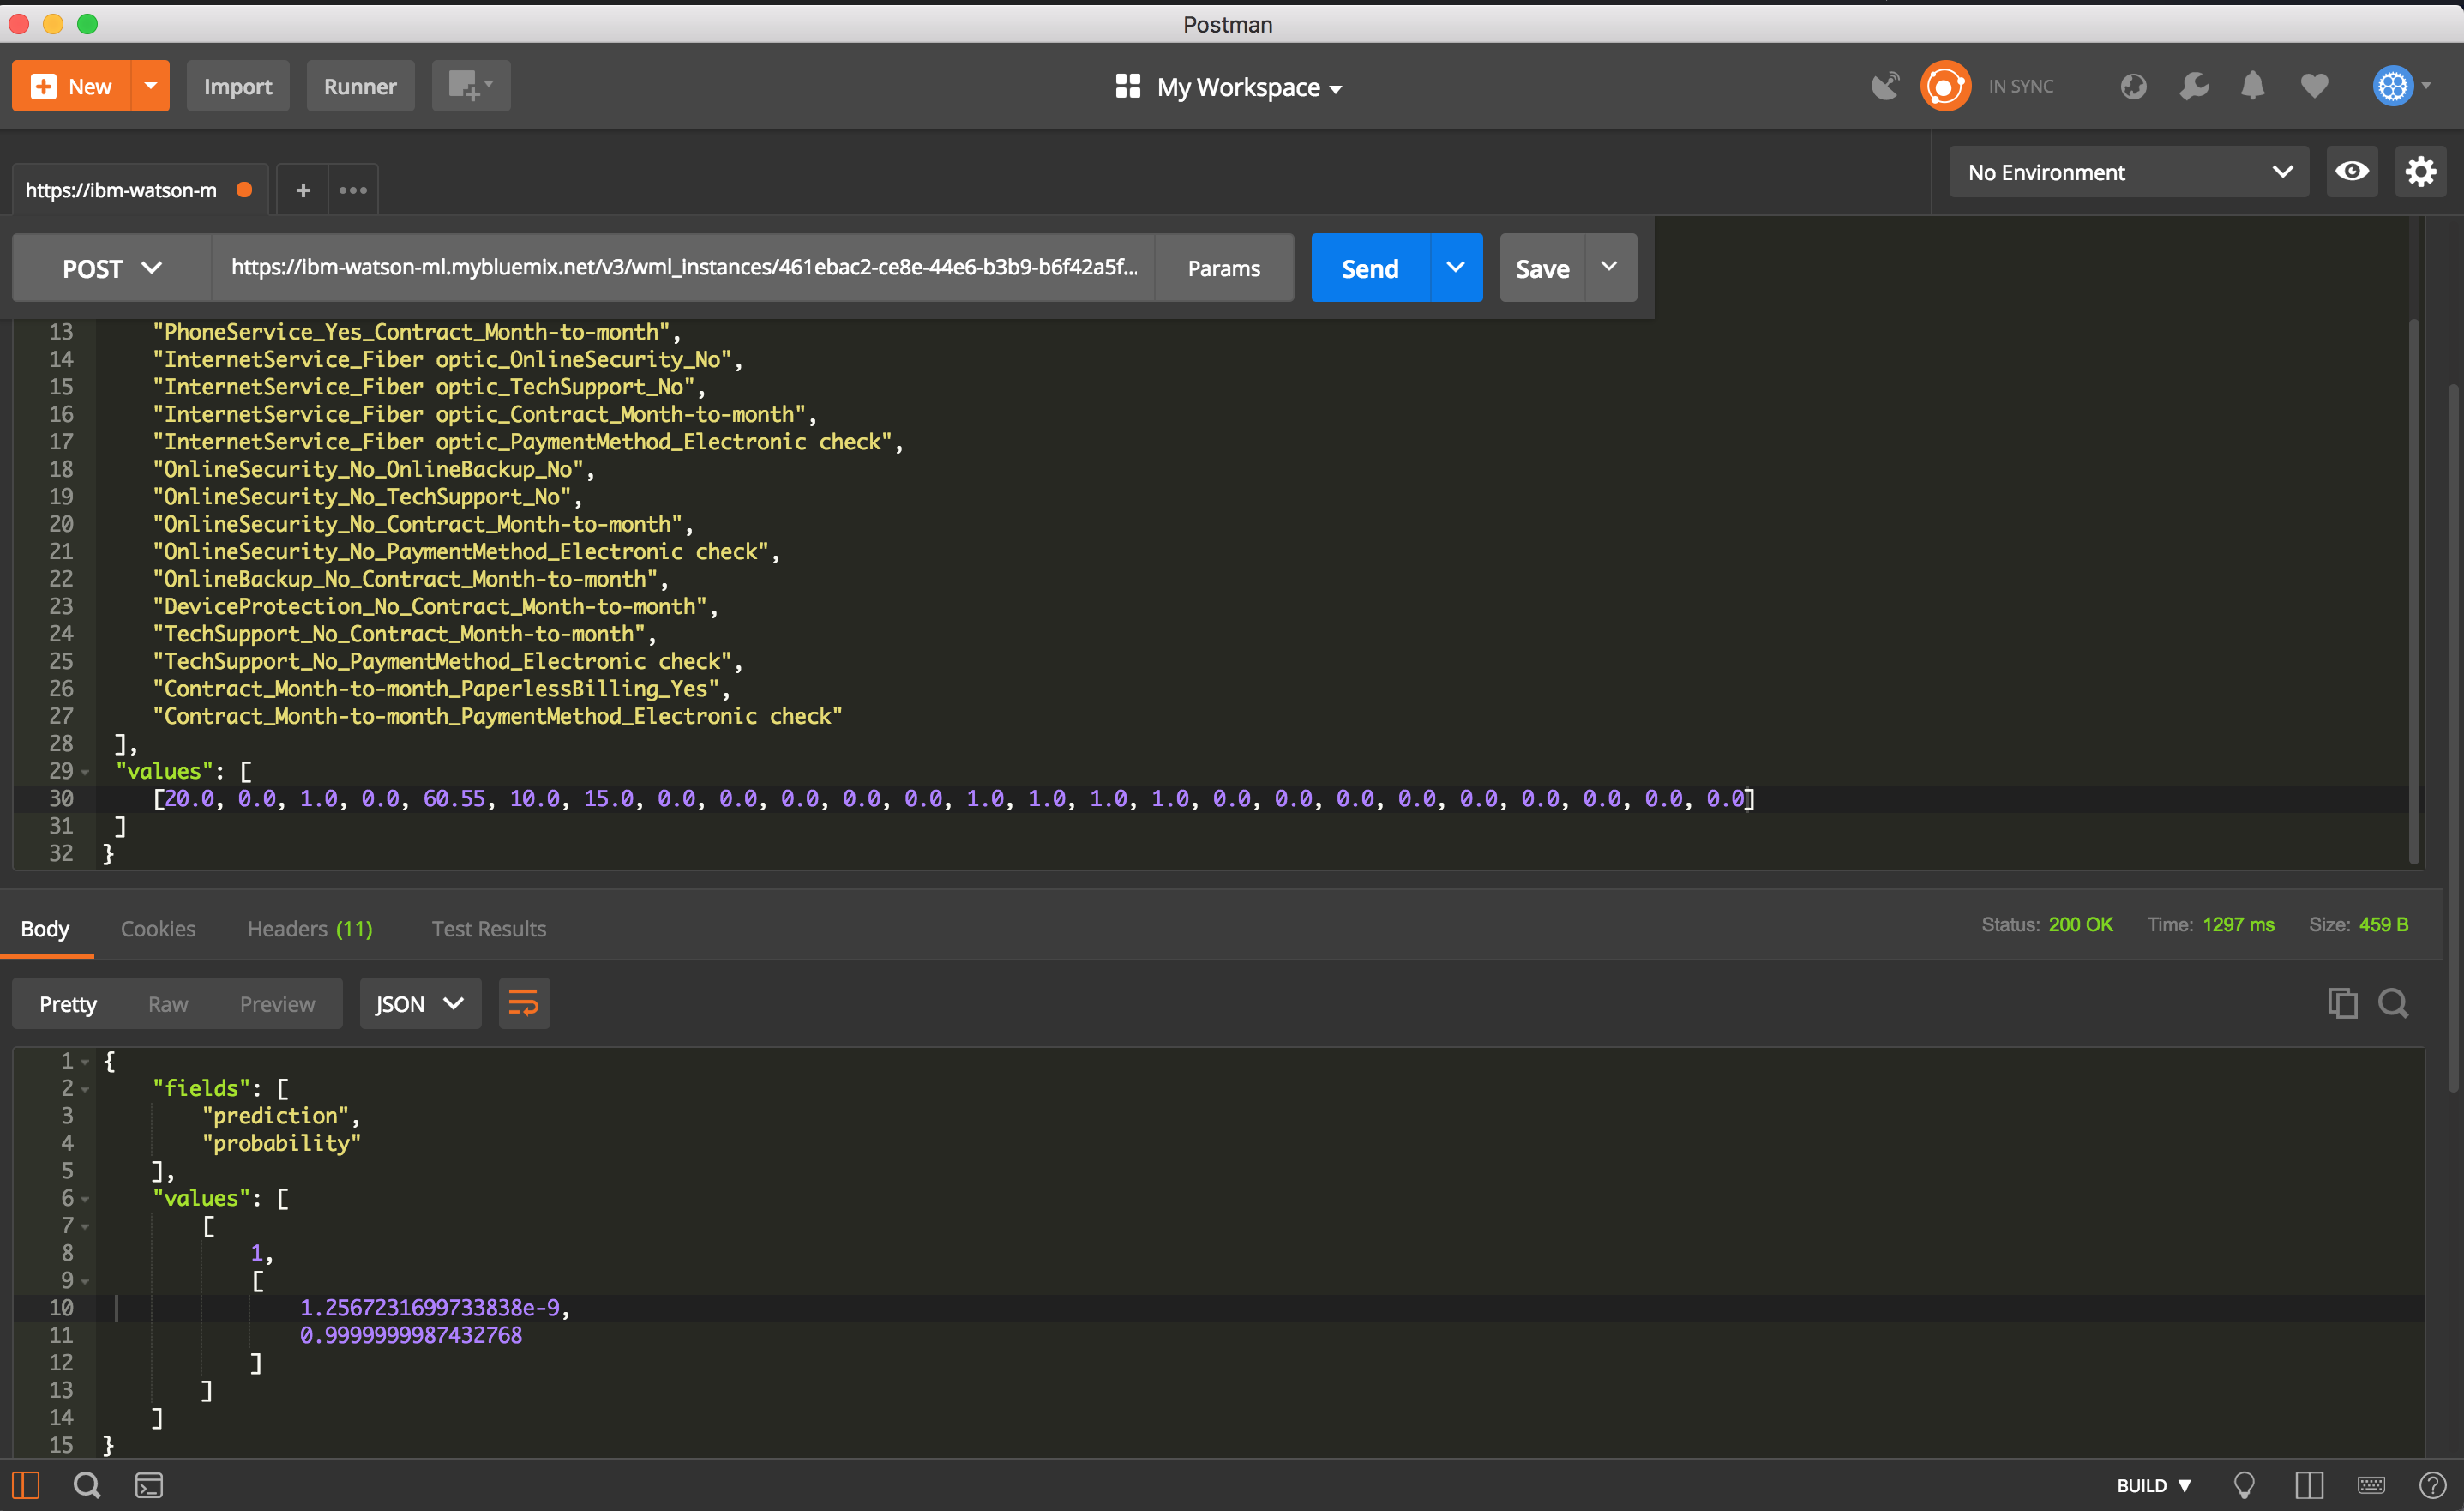 Postman
New
Import
Runner
My Workspace
IN SYNC
https://ibm-watson-m
No Environment
POST
https://ibm-watson-ml.mybluemix.net/v3/wml_instances/461ebac2-ce8e-44e6-b3b9-b6f42a5f...
Params
Send
Save
13 "PhoneService_Yes_Contract_Month-to-month",
14 "InternetService_Fiber optic_OnlineSecurity_No",
15 "InternetService_Fiber optic_TechSupport_No",
16 "InternetService_Fiber optic_Contract_Month-to-month",
17 "InternetService_Fiber optic_PaymentMethod_Electronic check",
18 "OnlineSecurity_No_OnlineBackup_No",
19 "OnlineSecurity_No_TechSupport_No",
20 "OnlineSecurity_No_Contract_Month-to-month",
21 "OnlineSecurity_No_PaymentMethod_Electronic check",
22 "OnlineBackup_No_Contract_Month-to-month",
23 "DeviceProtection_No_Contract_Month-to-month",
24 "TechSupport_No_Contract_Month-to-month",
25 "TechSupport_No_PaymentMethod_Electronic check",
26 "Contract_Month-to-month_PaperlessBilling_Yes",
27 "Contract_Month-to-month_PaymentMethod_Electronic check"
28 ],
29 "values": [
30 [20.0, 0.0, 1.0, 0.0, 60.55, 10.0, 15.0, 0.0, 0.0, 0.0, 0.0, 0.0, 1.0, 1.0, 1.0, 1.0, 0.0, 0.0, 0.0, 0.0, 0.0, 0.0, 0.0, 0.0, 0.0]
31 ]
32 }
Body
Cookies
Headers (11)
Test Results
Status: 200 OK
Time: 1297 ms
Size: 459 B
Pretty
Raw
Preview
JSON
1 {
2 "fields": [
3 "prediction",
4 "probability"
5 ],
6 "values": [
7 [
8 1,
9 [
10 1.2567231699733838e-9,
11 0.9999999987432768
12 ]
13 ]
14 ]
15 }
BUILD